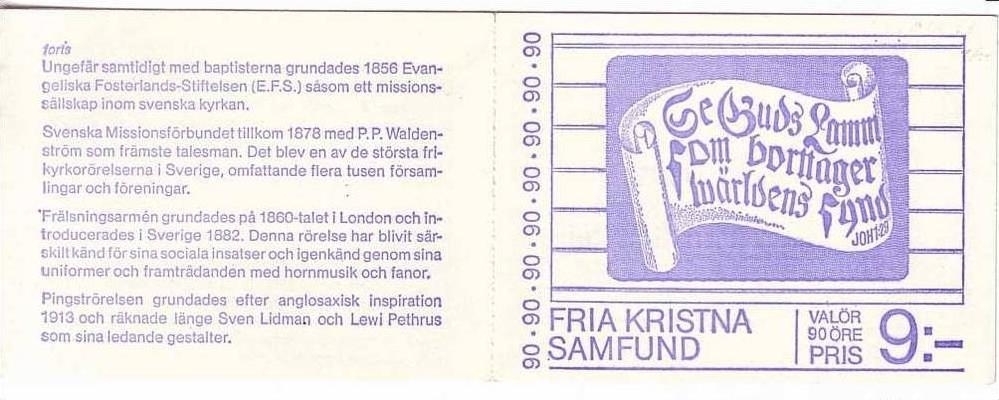 foris
Ungefär samtidigt med baptisterna grundades 1856 Evan-
geliska Fosterlands-Stiftelsen (E.F.S.) såsom ett missions-
sällskap inom svenska kyrkan.
Svenska Missionsförbundet tillkom 1878 med P.P. Walden-
ström som främste talesman. Det blev en av de största fri-
kyrkorörelserna i Sverige, omfattande flera tusen försam-
lingar och föreningar.
Frälsningsarmén grundades på 1860-talet i London och in-
troducerades i Sverige 1882. Denna rörelse har blivit sär-
skilt känd för sina sociala insatser och igenkänd genom sina
uniformer och framträdanden med hornmusik och fanor.
Pingströrelsen grundades efter anglosaxisk inspiration
1913 och räknade länge Sven Lidman och Lewi Pethrus
som sina ledande gestalter.
90·90·90·90·90·90·90·90
Se Guds Lamm
som borttager
världens synd
JOH 1:29
FRIA KRISTNA
SAMFUND
VALÖR
90 ÖRE
PRIS
9:-